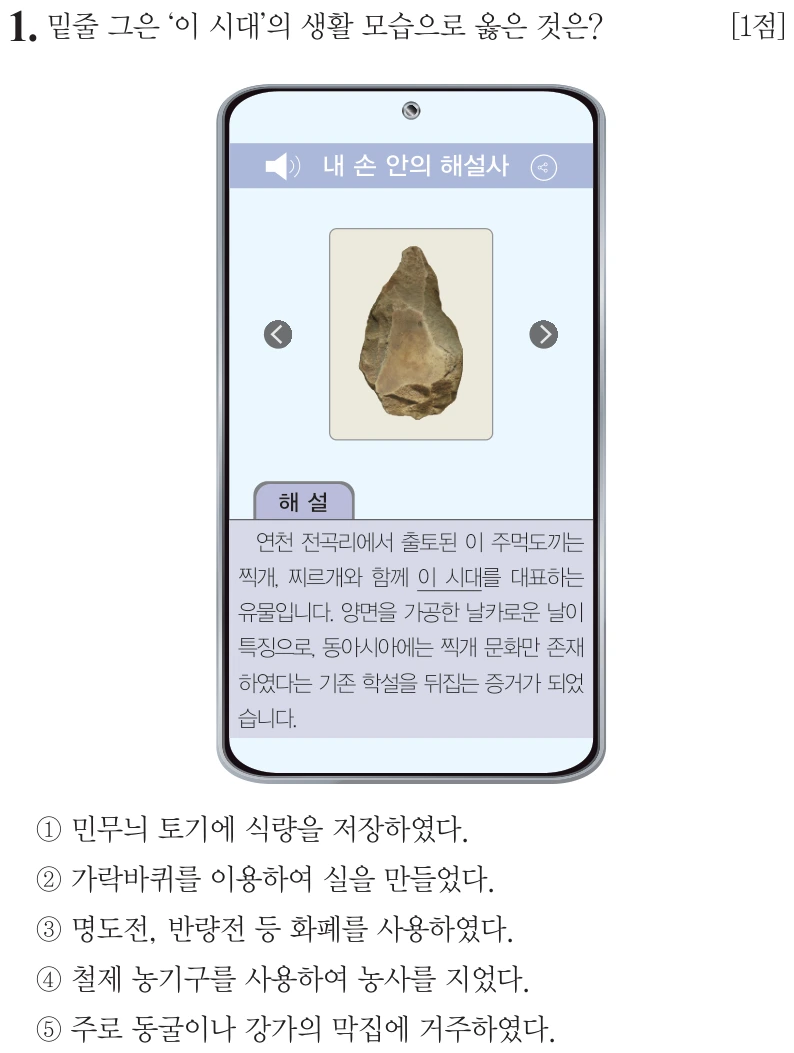 1. 밑줄 그은 ‘이 시대’의 생활 모습으로 옳은 것은? [1점]
내 손 안의 해설사
해 설
연천 전곡리에서 출토된 이 주먹도끼는
찍개, 찌르개와 함께 이 시대를 대표하는
유물입니다. 양면을 가공한 날카로운 날이
특징으로, 동아시아에는 찍개 문화만 존재
하였다는 기존 학설을 뒤집는 증거가 되었
습니다.
① 민무늬 토기에 식량을 저장하였다.
② 가락바퀴를 이용하여 실을 만들었다.
③ 명도전, 반량전 등 화폐를 사용하였다.
④ 철제 농기구를 사용하여 농사를 지었다.
⑤ 주로 동굴이나 강가의 막집에 거주하였다.